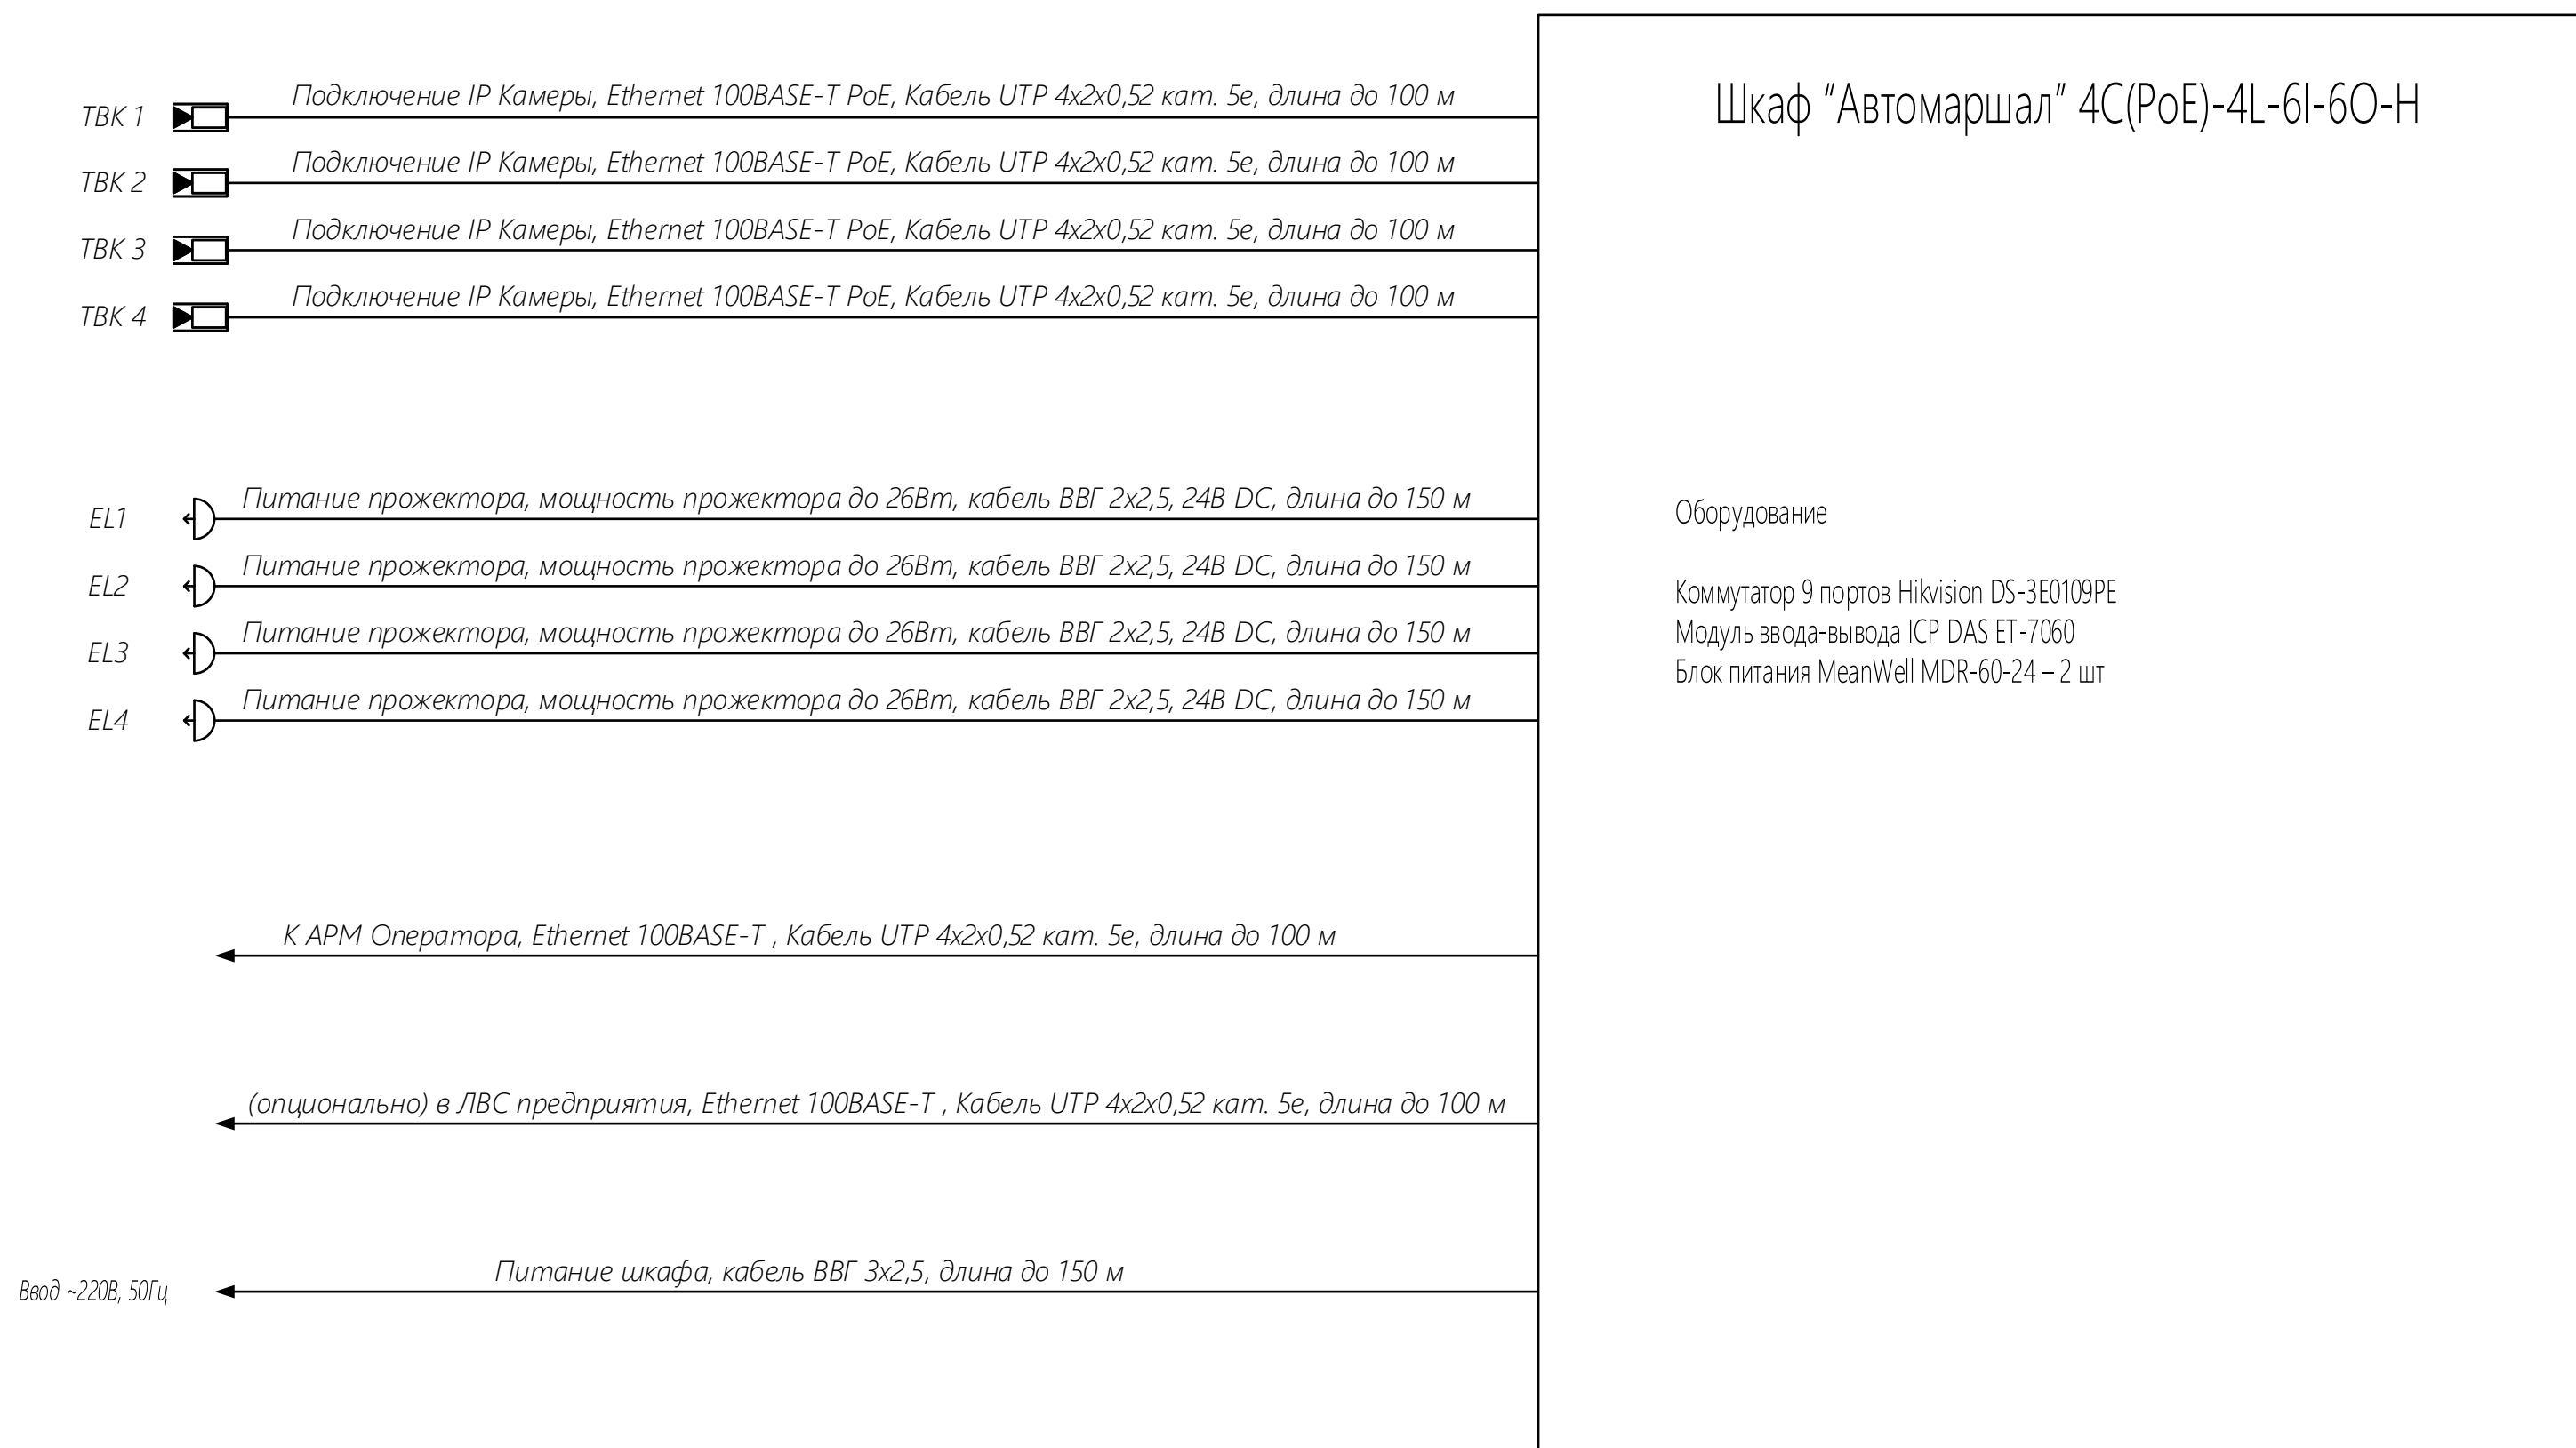 Шкаф “Автомаршал” 4C(PoE)-4L-6I-6O-H
ТВК 1
Подключение IP Камеры, Ethernet 100BASE-T PoE, Кабель UTP 4x2x0,52 кат. 5е, длина до 100 м
ТВК 2
Подключение IP Камеры, Ethernet 100BASE-T PoE, Кабель UTP 4x2x0,52 кат. 5е, длина до 100 м
ТВК 3
Подключение IP Камеры, Ethernet 100BASE-T PoE, Кабель UTP 4x2x0,52 кат. 5е, длина до 100 м
ТВК 4
Подключение IP Камеры, Ethernet 100BASE-T PoE, Кабель UTP 4x2x0,52 кат. 5е, длина до 100 м
EL1
Питание прожектора, мощность прожектора до 26Вт, кабель ВВГ 2x2,5, 24В DC, длина до 150 м
EL2
Питание прожектора, мощность прожектора до 26Вт, кабель ВВГ 2x2,5, 24В DC, длина до 150 м
EL3
Питание прожектора, мощность прожектора до 26Вт, кабель ВВГ 2x2,5, 24В DC, длина до 150 м
EL4
Питание прожектора, мощность прожектора до 26Вт, кабель ВВГ 2x2,5, 24В DC, длина до 150 м
Оборудование
Коммутатор 9 портов Hikvision DS-3E0109PE
Модуль ввода-вывода ICP DAS ET-7060
Блок питания MeanWell MDR-60-24 – 2 шт
К АРМ Оператора, Ethernet 100BASE-T , Кабель UTP 4x2x0,52 кат. 5е, длина до 100 м
(опционально) в ЛВС предприятия, Ethernet 100BASE-T , Кабель UTP 4x2x0,52 кат. 5е, длина до 100 м
Питание шкафа, кабель ВВГ 3x2,5, длина до 150 м
Ввод ~220В, 50Гц